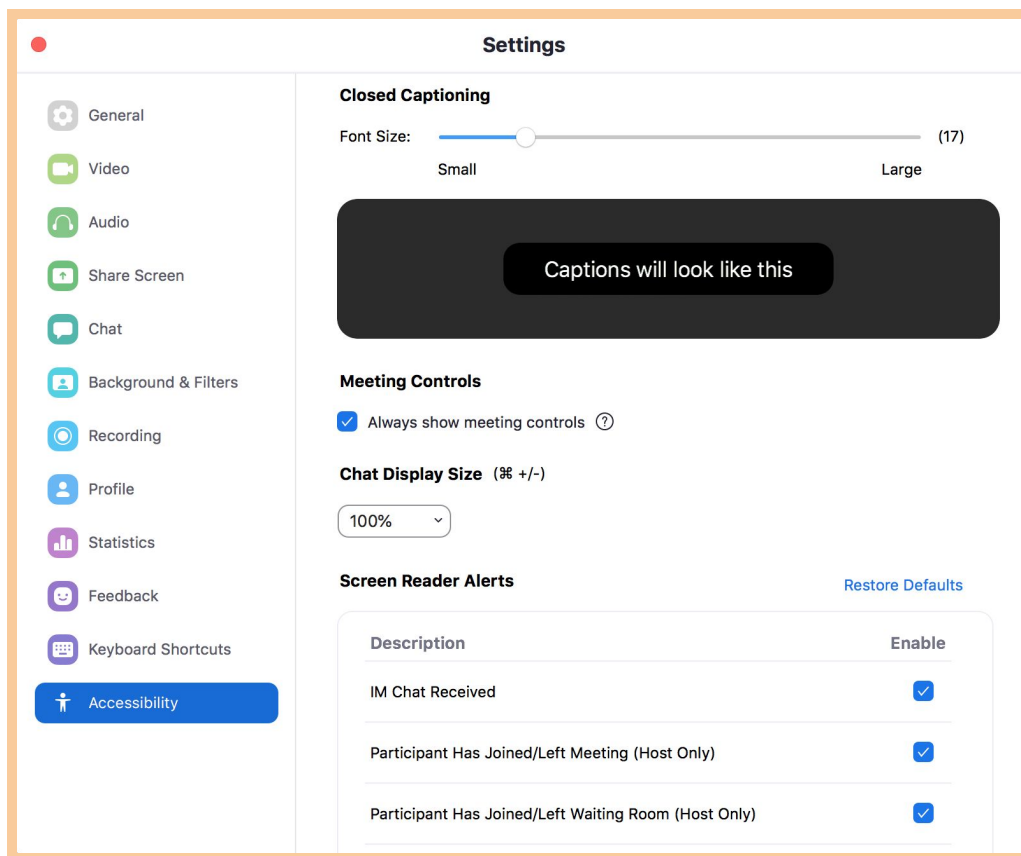 Settings
General
Video
Audio
Share Screen
Chat
Background & Filters
Recording
Profile
Statistics
Feedback
Keyboard Shortcuts
Accessibility
Closed Captioning
Font Size: (17)
Small Large
Captions will look like this
Meeting Controls
Always show meeting controls ?
Chat Display Size (⌘ +/-)
100%
Screen Reader Alerts Restore Defaults
Description Enable
IM Chat Received
Participant Has Joined/Left Meeting (Host Only)
Participant Has Joined/Left Waiting Room (Host Only)